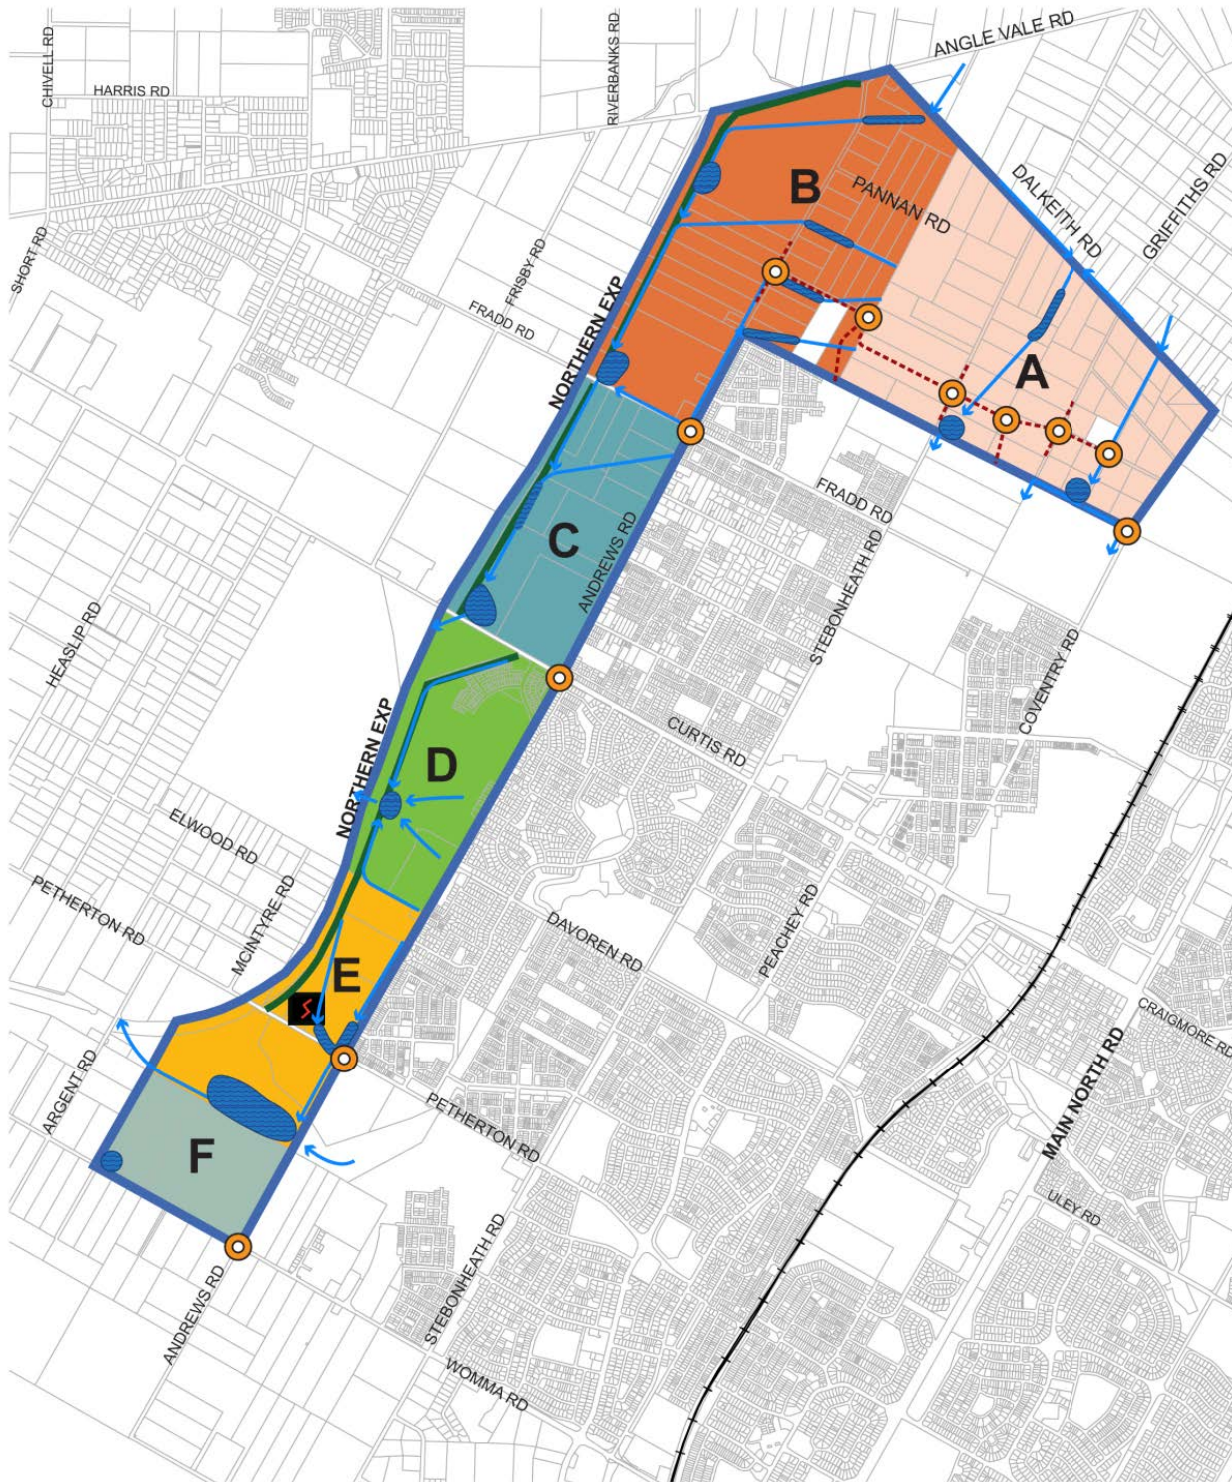 ANGLE VALE RD
CHIVELL RD
HARRIS RD
RIVERBANKS RD
B
PANNAN RD
DALKEITH RD
GRIFFITHS RD
SHORT RD
FRISBY RD
FRADD RD
NORTHERN EXP
A
FRADD RD
C
ANDREWS RD
STEBONHEATH RD
HEASLIP RD
COVENTRY RD
CURTIS RD
NORTHERN EXP
D
ELWOOD RD
PETHERTON RD
MCINTYRE RD
DAVOREN RD
PEACHEY RD
E
CRAIGMORE RD
MAIN NORTH RD
ARGENT RD
PETHERTON RD
F
ULEY RD
STEBONHEATH RD
ANDREWS RD
WOMMA RD